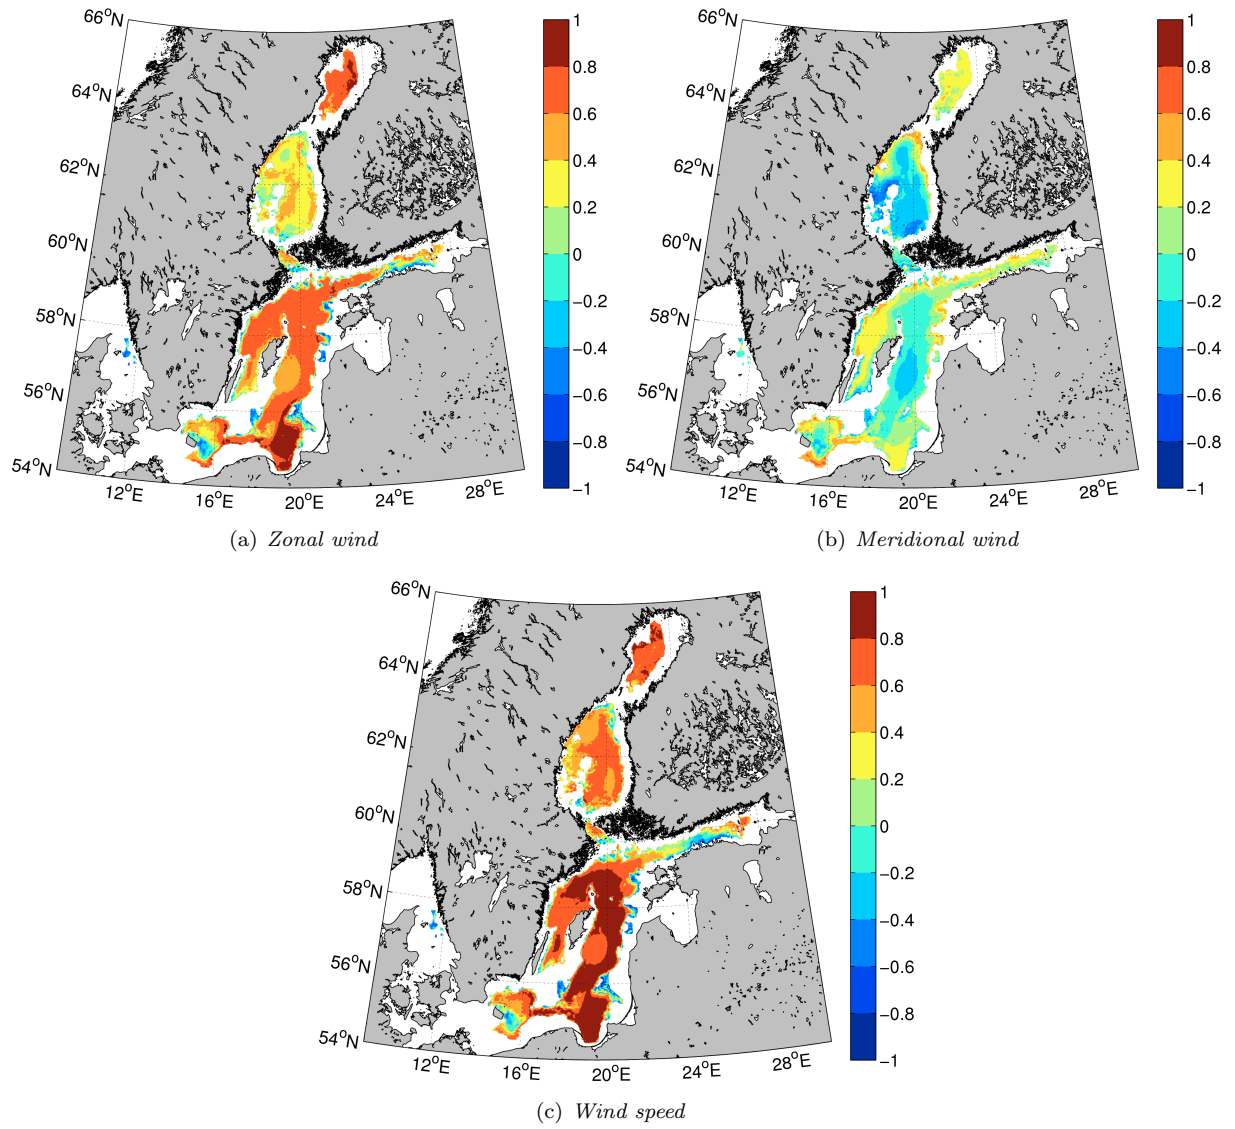 66°N
64°N
62°N
60°N
58°N
56°N
54°N
12°E
16°E
20°E
24°E
28°E
1
0.8
0.6
0.4
0.2
0
−0.2
−0.4
−0.6
−0.8
−1
(a) Zonal wind
66°N
64°N
62°N
60°N
58°N
56°N
54°N
12°E
16°E
20°E
24°E
28°E
1
0.8
0.6
0.4
0.2
0
−0.2
−0.4
−0.6
−0.8
−1
(b) Meridional wind
66°N
64°N
62°N
60°N
58°N
56°N
54°N
12°E
16°E
20°E
24°E
28°E
1
0.8
0.6
0.4
0.2
0
−0.2
−0.4
−0.6
−0.8
−1
(c) Wind speed